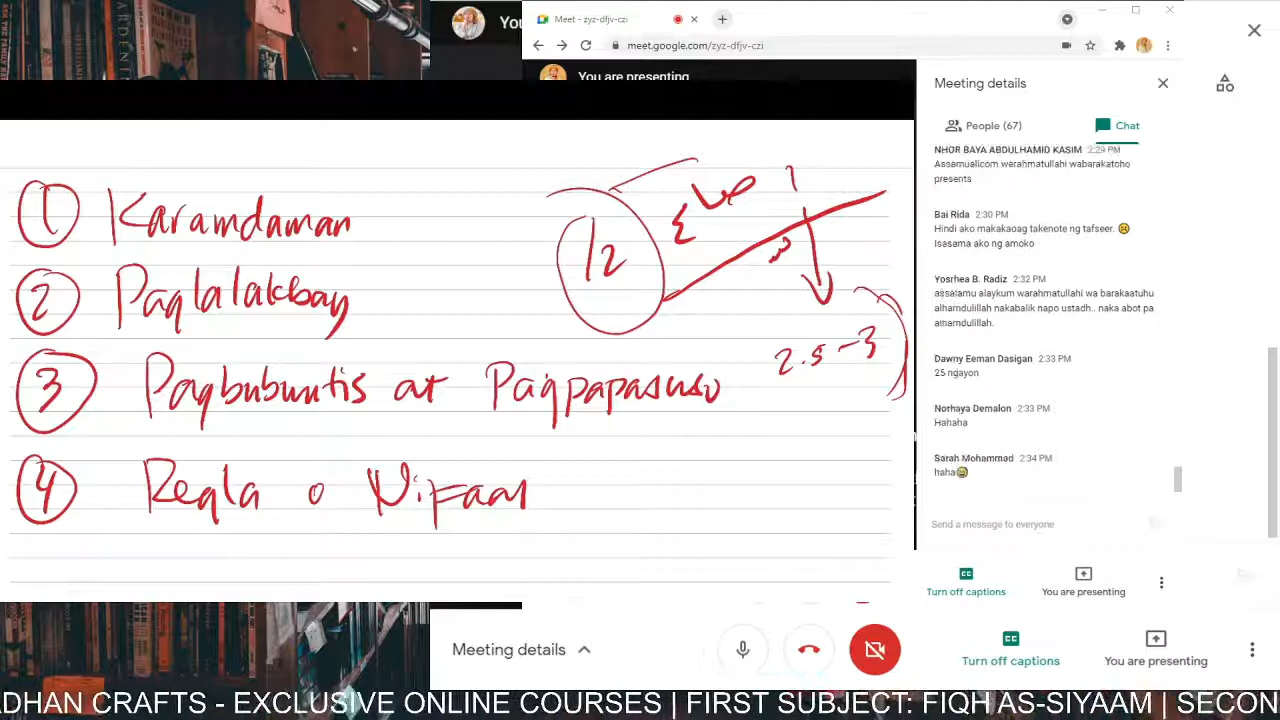 You
Meet - zyz-dfjv-czi
meet.google.com/zyz-dfjv-czi
You are presenting
① Karamdaman
② Paglalakbay
③ Pagbubuntis at Pagpapasuso
④ Regla o Nifaas
12
2.5 - 3
Meeting details
People (67)
Chat
NHOR BAYA ABDULHAMID KASIM 2:29 PM
Assamualicom werahmatullahi wabarakatoho
presents
Bai Rida 2:30 PM
Hindi ako makakaoag takenote ng tafseer. ☹️
Isasama ako ng amoko
Yosrhea B. Radiz 2:32 PM
assalamu alaykum warahmatullahi wa barakaatuhu
alhamdulillah nakabalik napo ustadh.. naka abot pa
alhamdulillah.
Dawny Eeman Dasigan 2:33 PM
25 ngayon
Norhaya Demalon 2:33 PM
Hahaha
Sarah Mohammad 2:34 PM
haha😅
Send a message to everyone
CC
Turn off captions
You are presenting
Meeting details
CC
Turn off captions
You are presenting
ADHAN CRAFTS - EXCLUSIVE ONLINE COURSES | FIRST SUBJECT: FIQH AS-SIYAAM | SECON